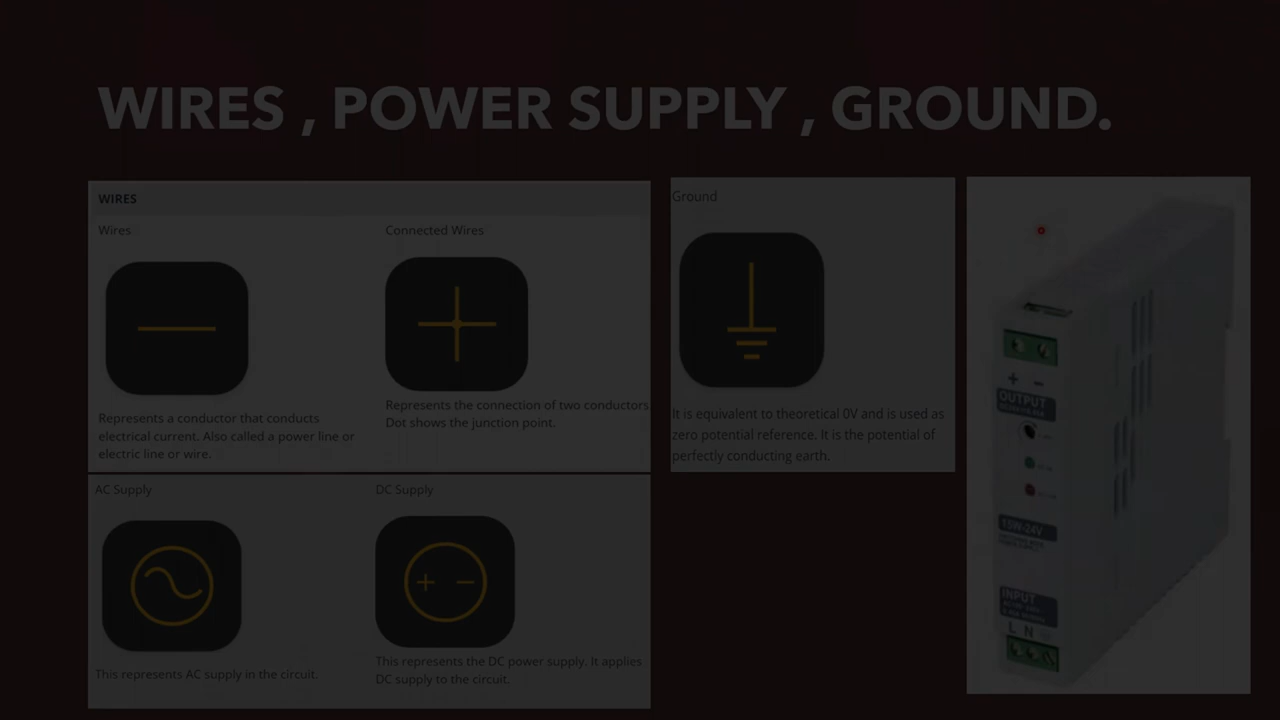 WIRES , POWER SUPPLY , GROUND.
WIRES
Wires
Connected Wires
Represents a conductor that conducts
electrical current. Also called a power line or
electric line or wire.
Represents the connection of two conductors
Dot shows the junction point.
AC Supply
DC Supply
This represents AC supply in the circuit.
This represents the DC power supply. It applies
DC supply to the circuit.
Ground
It is equivalent to theoretical 0V and is used as
zero potential reference. It is the potential of
perfectly conducting earth.
+ -
OUTPUT
15W-24V
INPUT
L N